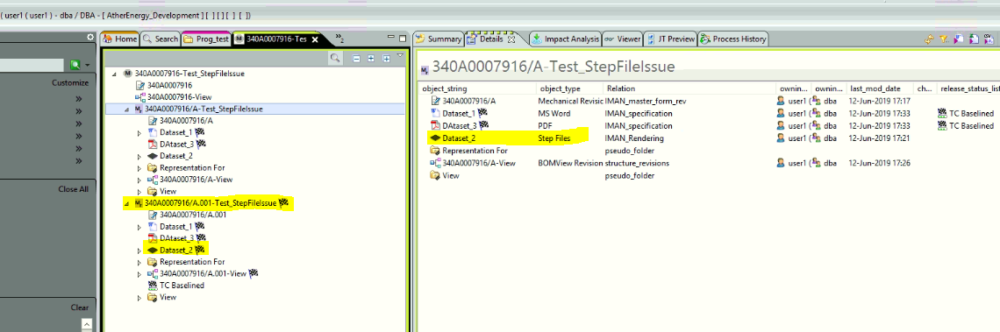 ( user1 ( user1 ) - dba / DBA - [ AtherEnergy_Development ] [ ] [ ] [ ] [ ])
Home
Search
Prog_test
340A0007916-Tes
2
Customize
Close All
Clear
340A0007916-Test_StepFileIssue
340A0007916
340A0007916-View
340A0007916/A-Test_StepFileIssue
340A0007916/A
Dataset_1
DAtaset_3
Dataset_2
Representation For
340A0007916/A-View
View
340A0007916/A.001-Test_StepFileIssue
340A0007916/A.001
Dataset_1
DAtaset_3
Dataset_2
Representation For
340A0007916/A.001-View
TC Baselined
View
Summary Details Impact Analysis Viewer JT Preview Process History
340A0007916/A-Test_StepFileIssue
object_string object_type Relation ownin... ownin... last_mod_date ch... release_status_list
340A0007916/A Mechanical Revisic IMAN_master_form_rev user1 ( dba 12-Jun-2019 17:17
Dataset_1 MS Word IMAN_specification user1 ( dba 12-Jun-2019 17:33 TC Baselined
DAtaset_3 PDF IMAN_specification user1 ( dba 12-Jun-2019 17:33 TC Baselined
Dataset_2 Step Files IMAN_Rendering user1 ( dba 12-Jun-2019 17:21
Representation For pseudo_folder
340A0007916/A-View BOMView Revision structure_revisions user1 ( dba 12-Jun-2019 17:26
View pseudo_folder